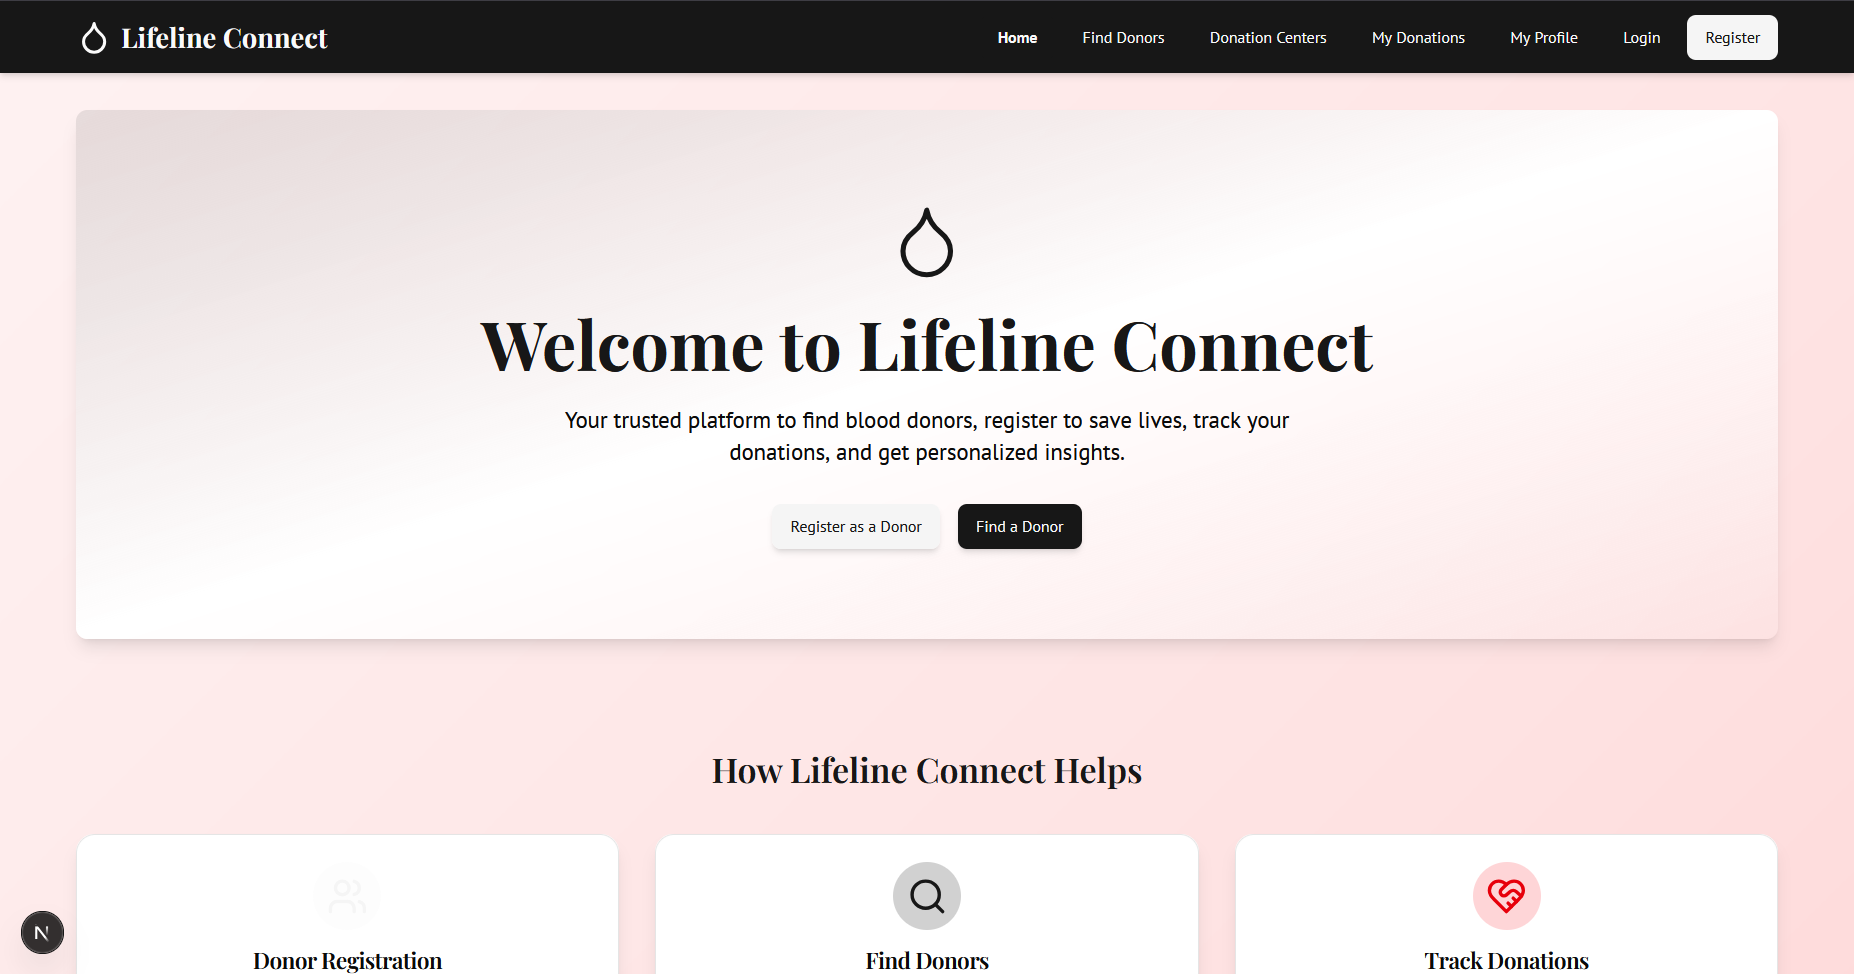 Lifeline Connect
Home
Find Donors
Donation Centers
My Donations
My Profile
Login
Register
Welcome to Lifeline Connect
Your trusted platform to find blood donors, register to save lives, track your
donations, and get personalized insights.
Register as a Donor
Find a Donor
How Lifeline Connect Helps
Donor Registration
Find Donors
Track Donations
N